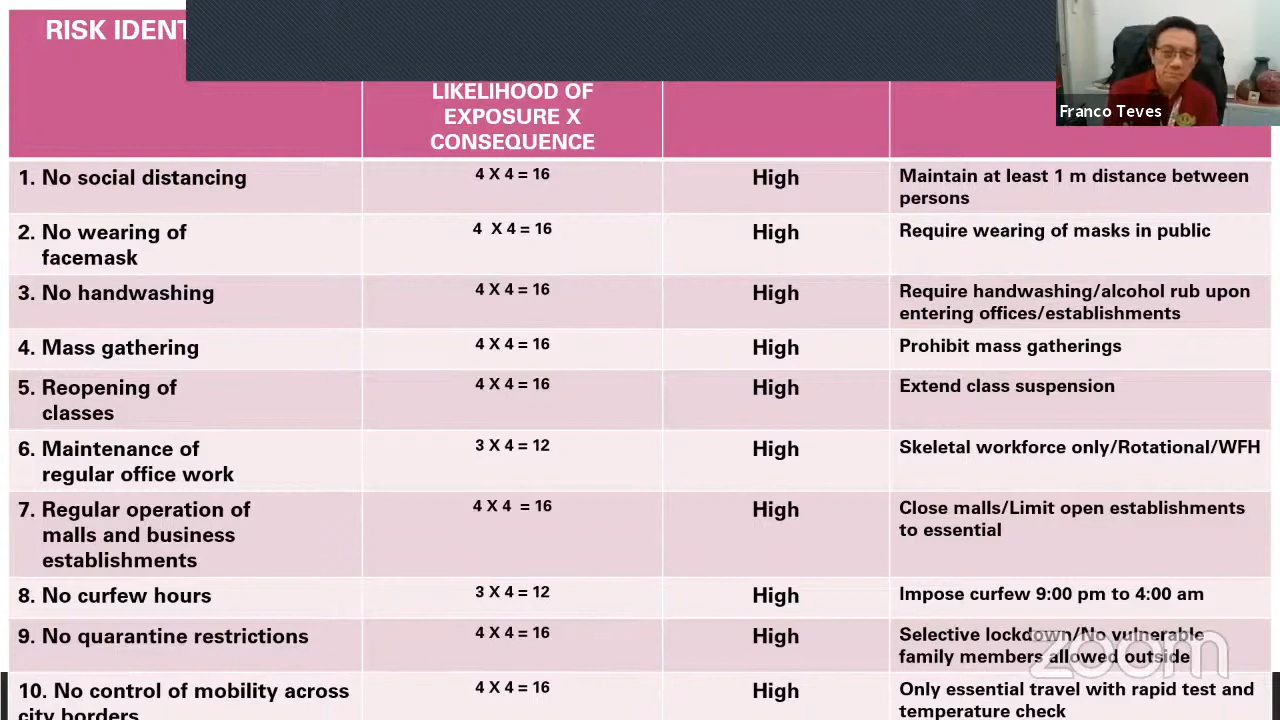 RISK IDENT
LIKELIHOOD OF
EXPOSURE X
CONSEQUENCE
Franco Teves
1. No social distancing
4 X 4 = 16
High
Maintain at least 1 m distance between
persons
2. No wearing of
facemask
4 X 4 = 16
High
Require wearing of masks in public
3. No handwashing
4 X 4 = 16
High
Require handwashing/alcohol rub upon
entering offices/establishments
4. Mass gathering
4 X 4 = 16
High
Prohibit mass gatherings
5. Reopening of
classes
4 X 4 = 16
High
Extend class suspension
6. Maintenance of
regular office work
3 X 4 = 12
High
Skeletal workforce only/Rotational/WFH
7. Regular operation of
malls and business
establishments
4 X 4 = 16
High
Close malls/Limit open establishments
to essential
8. No curfew hours
3 X 4 = 12
High
Impose curfew 9:00 pm to 4:00 am
9. No quarantine restrictions
4 X 4 = 16
High
Selective lockdown/No vulnerable
family members allowed outside
zoom
10. No control of mobility across
city borders
4 X 4 = 16
High
Only essential travel with rapid test and
temperature check